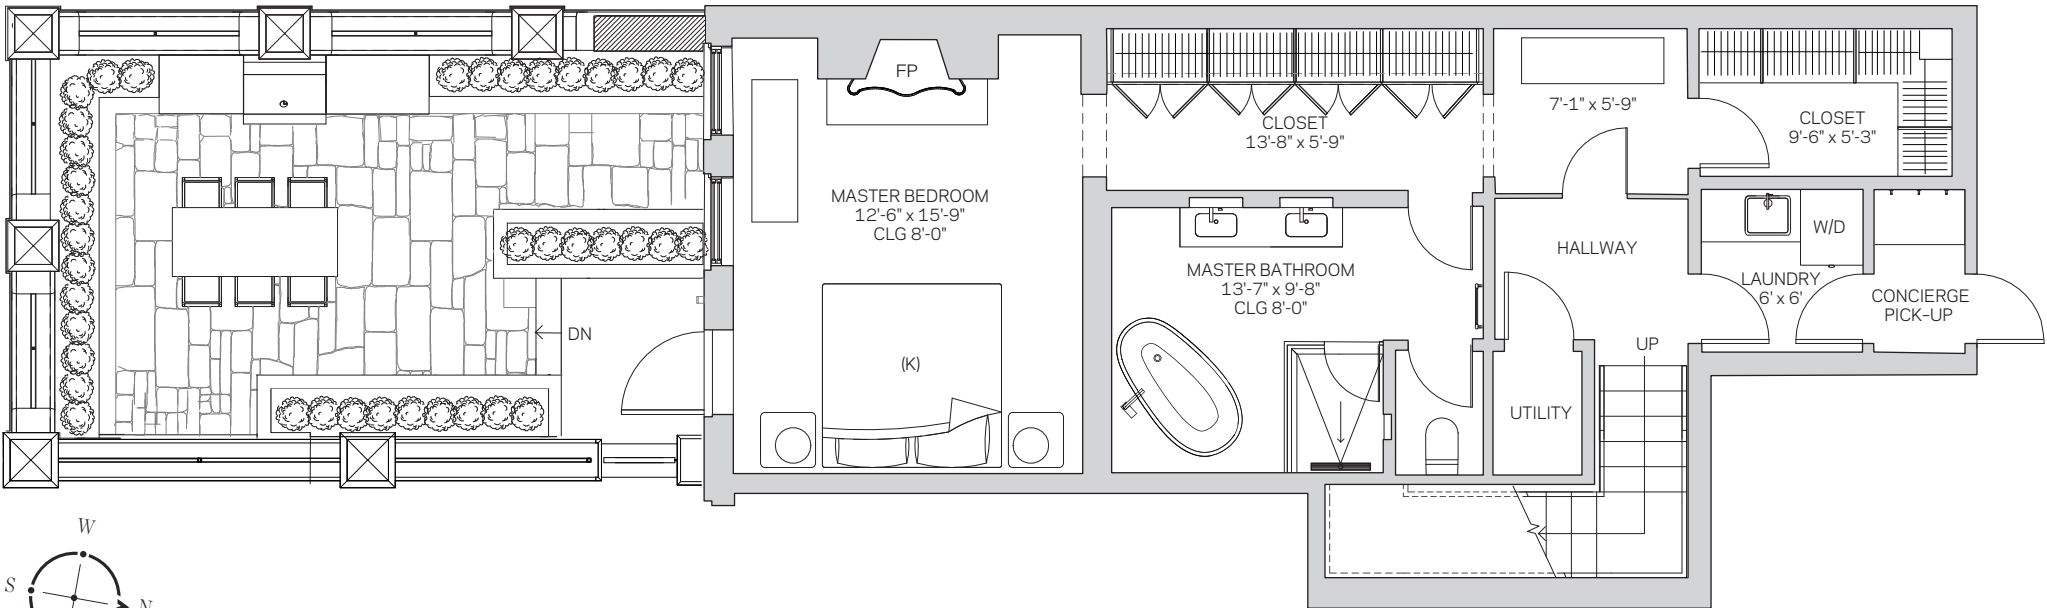 FP
7'-1" x 5'-9"
CLOSET
13'-8" x 5'-9"
CLOSET
9'-6" x 5'-3"
MASTER BEDROOM
12'-6" x 15'-9"
CLG 8'-0"
W/D
HALLWAY
MASTER BATHROOM
13'-7" x 9'-8"
CLG 8'-0"
LAUNDRY
6' x 6'
CONCIERGE
PICK-UP
DN
UP
(K)
UTILITY
W
S
N